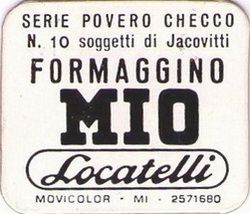 SERIE POVERO CHECCO
N. 10 soggetti di Jacovitti
FORMAGGINO
MIO
Locatelli
MOVICOLOR - MI - 2571680